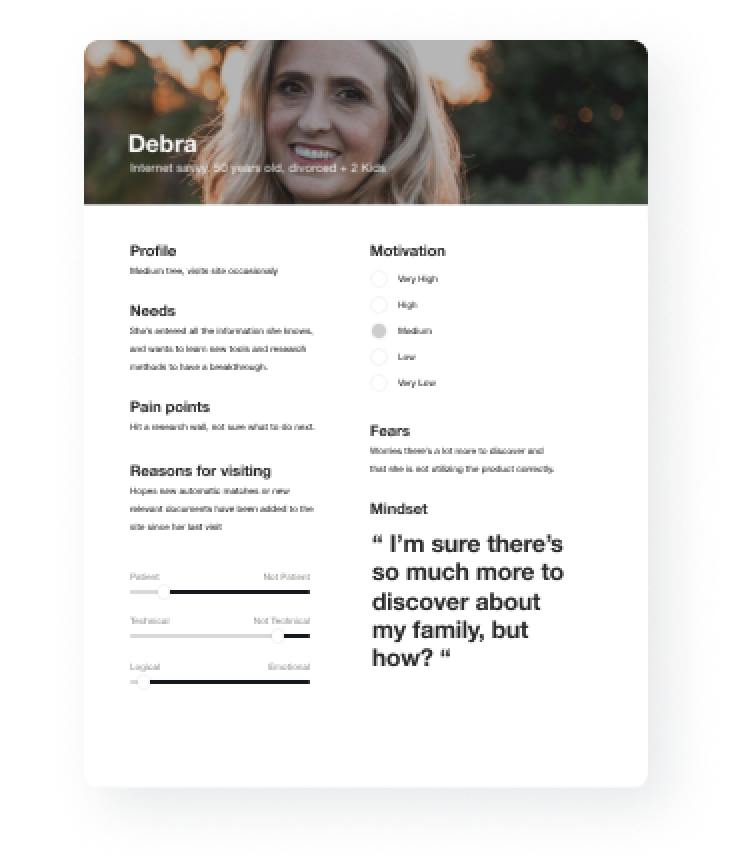 Debra
Internet savvy, 50 years old, divorced + 2 Kids
Profile
Medium tree, visits site occasionaly
Needs
She's entered all the information she knows,
and wants to learn new tools and research
methods to have a breakthrough.
Pain points
Hit a research wall, not sure what to do next.
Reasons for visiting
Hopes new automatic matches or new
relevant documents have been added to the
site since her last visit
Patient Not Patient
Technical Not Technical
Logical Emotional
Motivation
Very High
High
Medium
Low
Very Low
Fears
Worries there's a lot more to discover and
that she is not utilizing the product correctly.
Mindset
“ I’m sure there’s
so much more to
discover about
my family, but
how? “